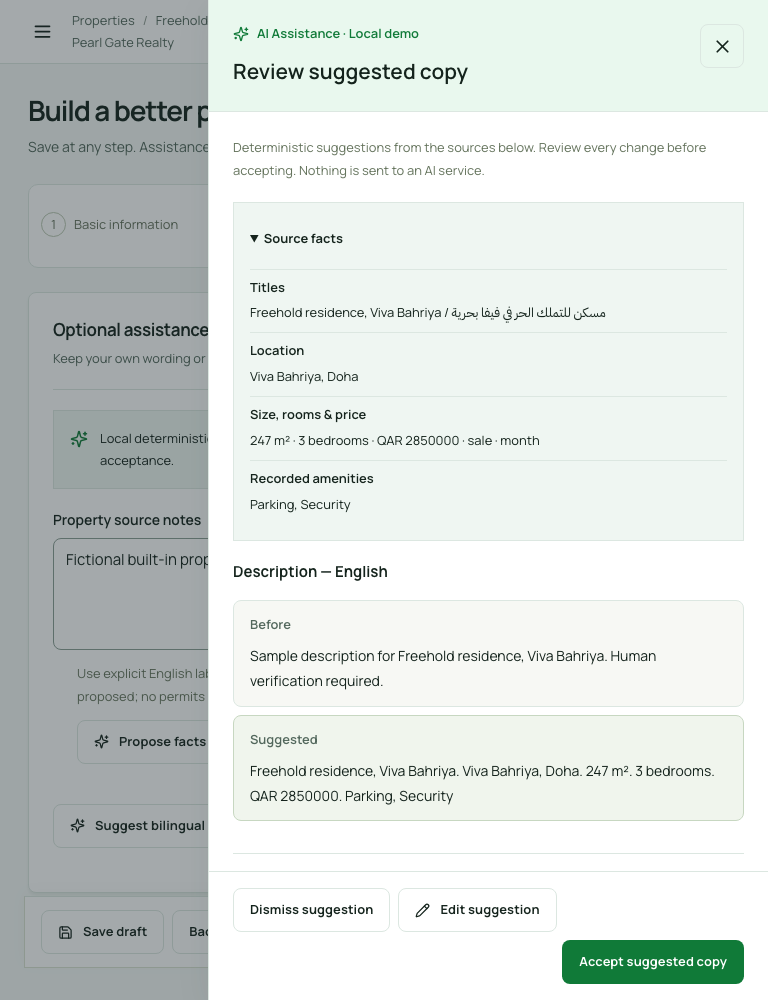 Properties / Freehold
Pearl Gate Realty
Build a better p
Save at any step. Assistance
1 Basic information
Optional assistance
Keep your own wording or
Local deterministic
acceptance.
Property source notes
Fictional built-in prop
Use explicit English lab
proposed; no permits
Propose facts
Suggest bilingual
Save draft
Bac
AI Assistance · Local demo
Review suggested copy
Deterministic suggestions from the sources below. Review every change before
accepting. Nothing is sent to an AI service.
▼ Source facts
Titles
Freehold residence, Viva Bahriya / مسكن للتملك الحر في فيفا بحرية
Location
Viva Bahriya, Doha
Size, rooms & price
247 m² · 3 bedrooms · QAR 2850000 · sale · month
Recorded amenities
Parking, Security
Description — English
Before
Sample description for Freehold residence, Viva Bahriya. Human
verification required.
Suggested
Freehold residence, Viva Bahriya. Viva Bahriya, Doha. 247 m². 3 bedrooms.
QAR 2850000. Parking, Security
Dismiss suggestion
Edit suggestion
Accept suggested copy